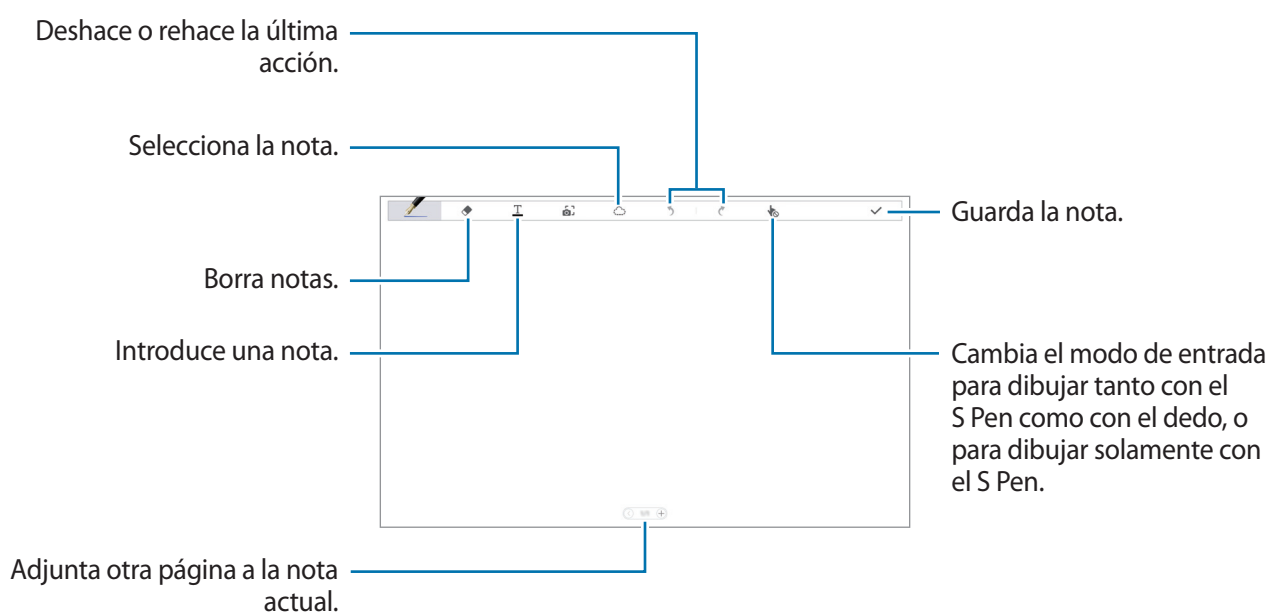 Deshace o rehace la última
acción.
Selecciona la nota.
Guarda la nota.
Borra notas.
Introduce una nota.
Cambia el modo de entrada
para dibujar tanto con el
S Pen como con el dedo, o
para dibujar solamente con
el S Pen.
Adjunta otra página a la nota
actual.